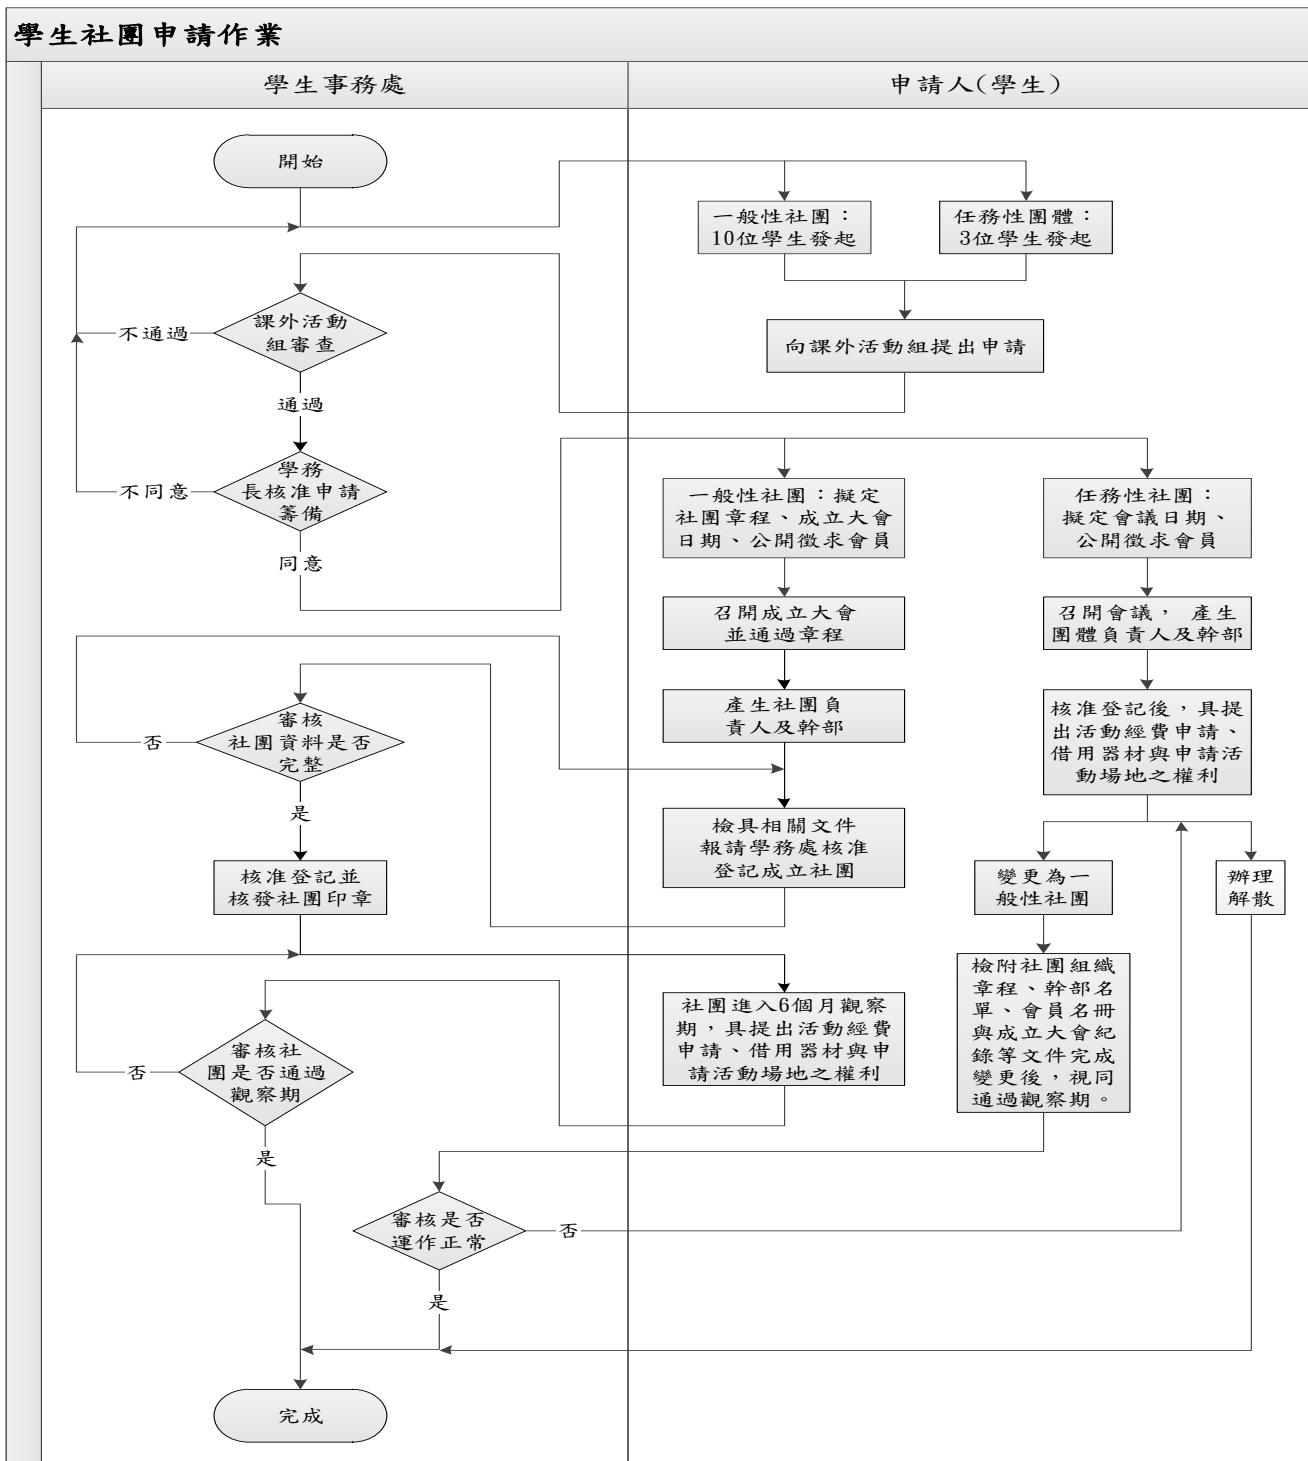 學生社團申請作業
學生事務處
申請人(學生)
開始
一般性社團：
10位學生發起
任務性團體：
3位學生發起
課外活動
組審查
不通過
向課外活動組提出申請
通過
學務
長核准申請
籌備
不同意
一般性社團：擬定
社團章程、成立大會
日期、公開徵求會員
任務性社團：
擬定會議日期、
公開徵求會員
同意
召開成立大會
並通過章程
召開會議， 產生
團體負責人及幹部
產生社團負
責人及幹部
核准登記後，具提
出活動經費申請、
借用器材與申請活
動場地之權利
審核
社團資料是否
完整
否
是
檢具相關文件
報請學務處核准
登記成立社團
核准登記並
核發社團印章
變更為一
般性社團
辦理
解散
社團進入6個月觀察
期，具提出活動經費
申請、借用器材與申
請活動場地之權利
檢附社團組織
章程、幹部名
單、會員名冊
與成立大會紀
錄等文件完成
變更後，視同
通過觀察期。
審核社
團是否通過
觀察期
否
是
審核是否
運作正常
否
是
完成